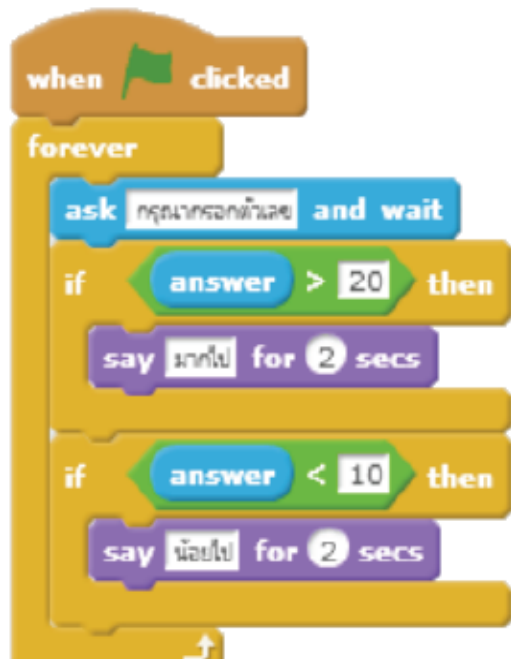 when clicked
forever
ask กรุณากรอกตัวเลข and wait
if answer > 20 then
say มากไป for 2 secs
if answer < 10 then
say น้อยไป for 2 secs